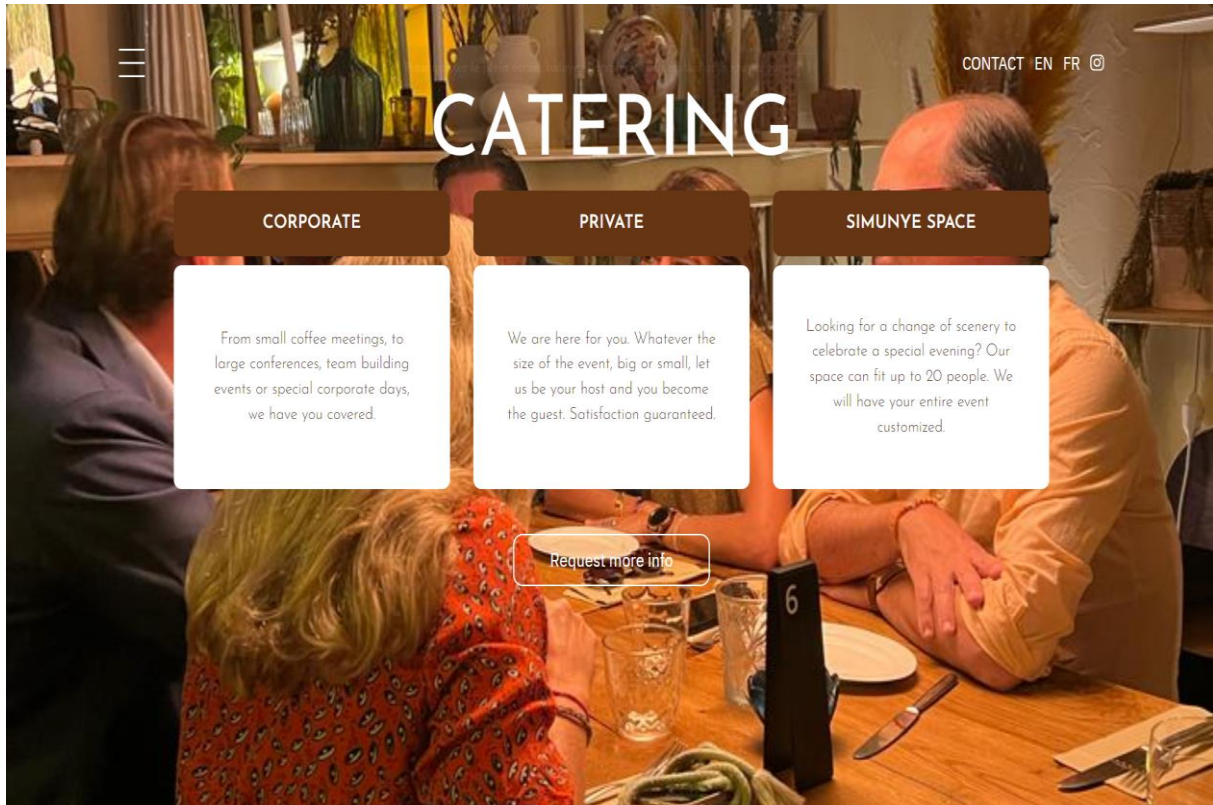 CONTACT EN FR
CATERING
CORPORATE
From small coffee meetings, to
large conferences, team building
events or special corporate days,
we have you covered.
PRIVATE
We are here for you. Whatever the
size of the event, big or small, let
us be your host and you become
the guest. Satisfaction guaranteed.
SIMUNYE SPACE
Looking for a change of scenery to
celebrate a special evening? Our
space can fit up to 20 people. We
will have your entire event
customized.
Request more info
6